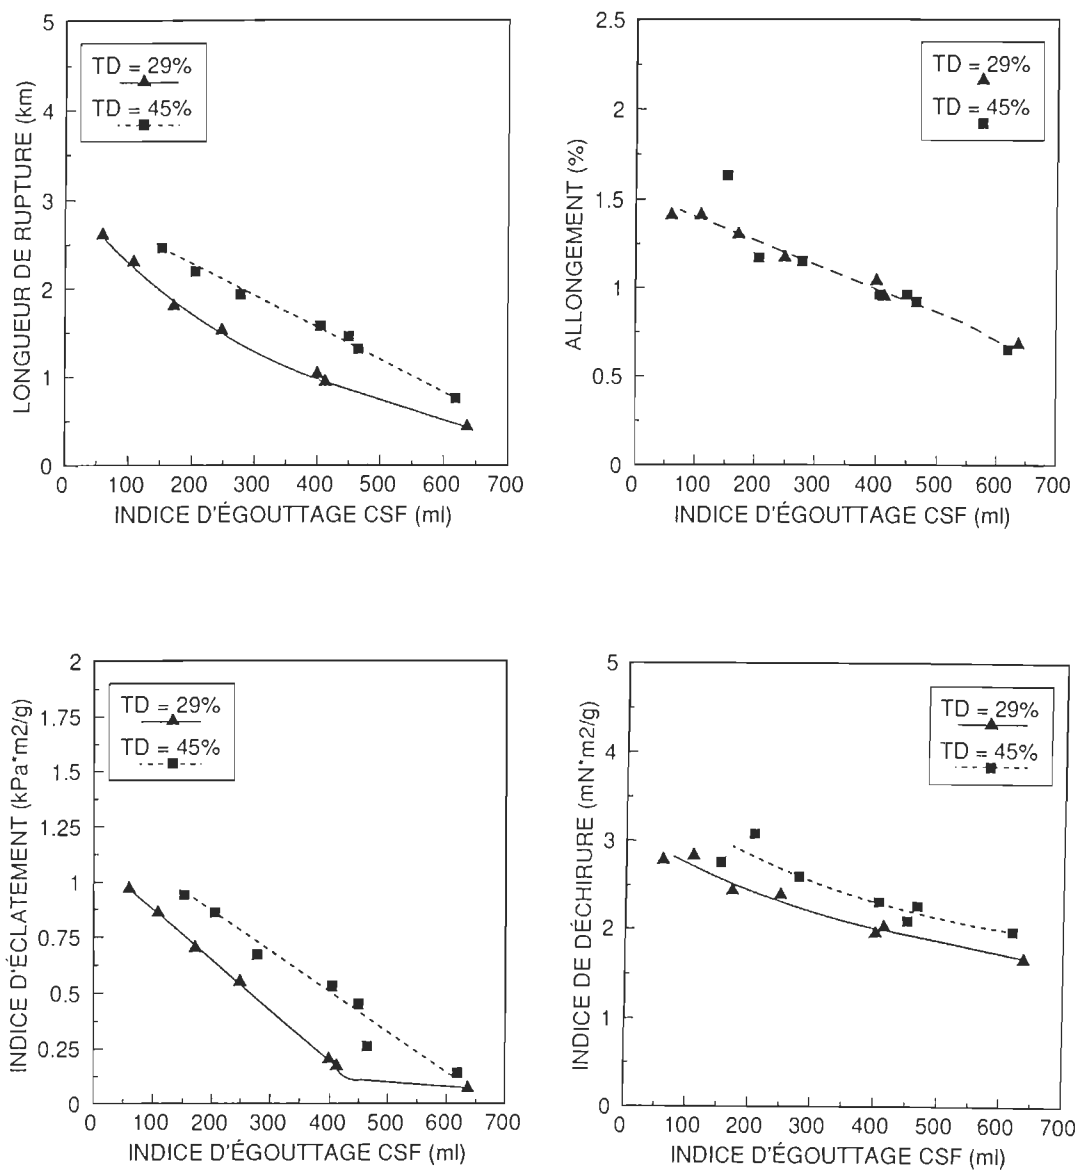 LONGUEUR DE RUPTURE (km)
5
4
3
2
1
0
TD = 29%
TD = 45%
0 100 200 300 400 500 600 700
INDICE D'ÉGOUTTAGE CSF (ml)
ALLONGEMENT (%)
2.5
2
1.5
1
0.5
0
TD = 29%
TD = 45%
0 100 200 300 400 500 600 700
INDICE D'ÉGOUTTAGE CSF (ml)
INDICE D'ÉCLATEMENT (kPa*m2/g)
2
1.75
1.5
1.25
1
0.75
0.5
0.25
0
TD = 29%
TD = 45%
0 100 200 300 400 500 600 700
INDICE D'ÉGOUTTAGE CSF (ml)
INDICE DE DÉCHIRURE (mN*m2/g)
5
4
3
2
1
0
TD = 29%
TD = 45%
0 100 200 300 400 500 600 700
INDICE D'ÉGOUTTAGE CSF (ml)